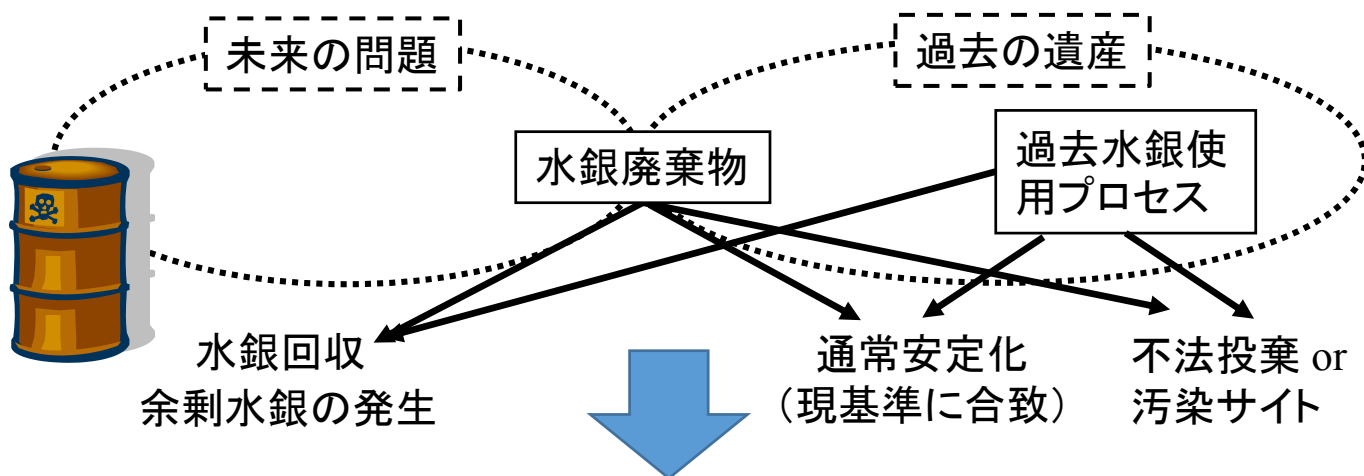 未来の問題
過去の遺産
水銀廃棄物
過去水銀使
用プロセス
水銀回収
余剰水銀の発生
通常安定化
（現基準に合致）
不法投棄 or
汚染サイト